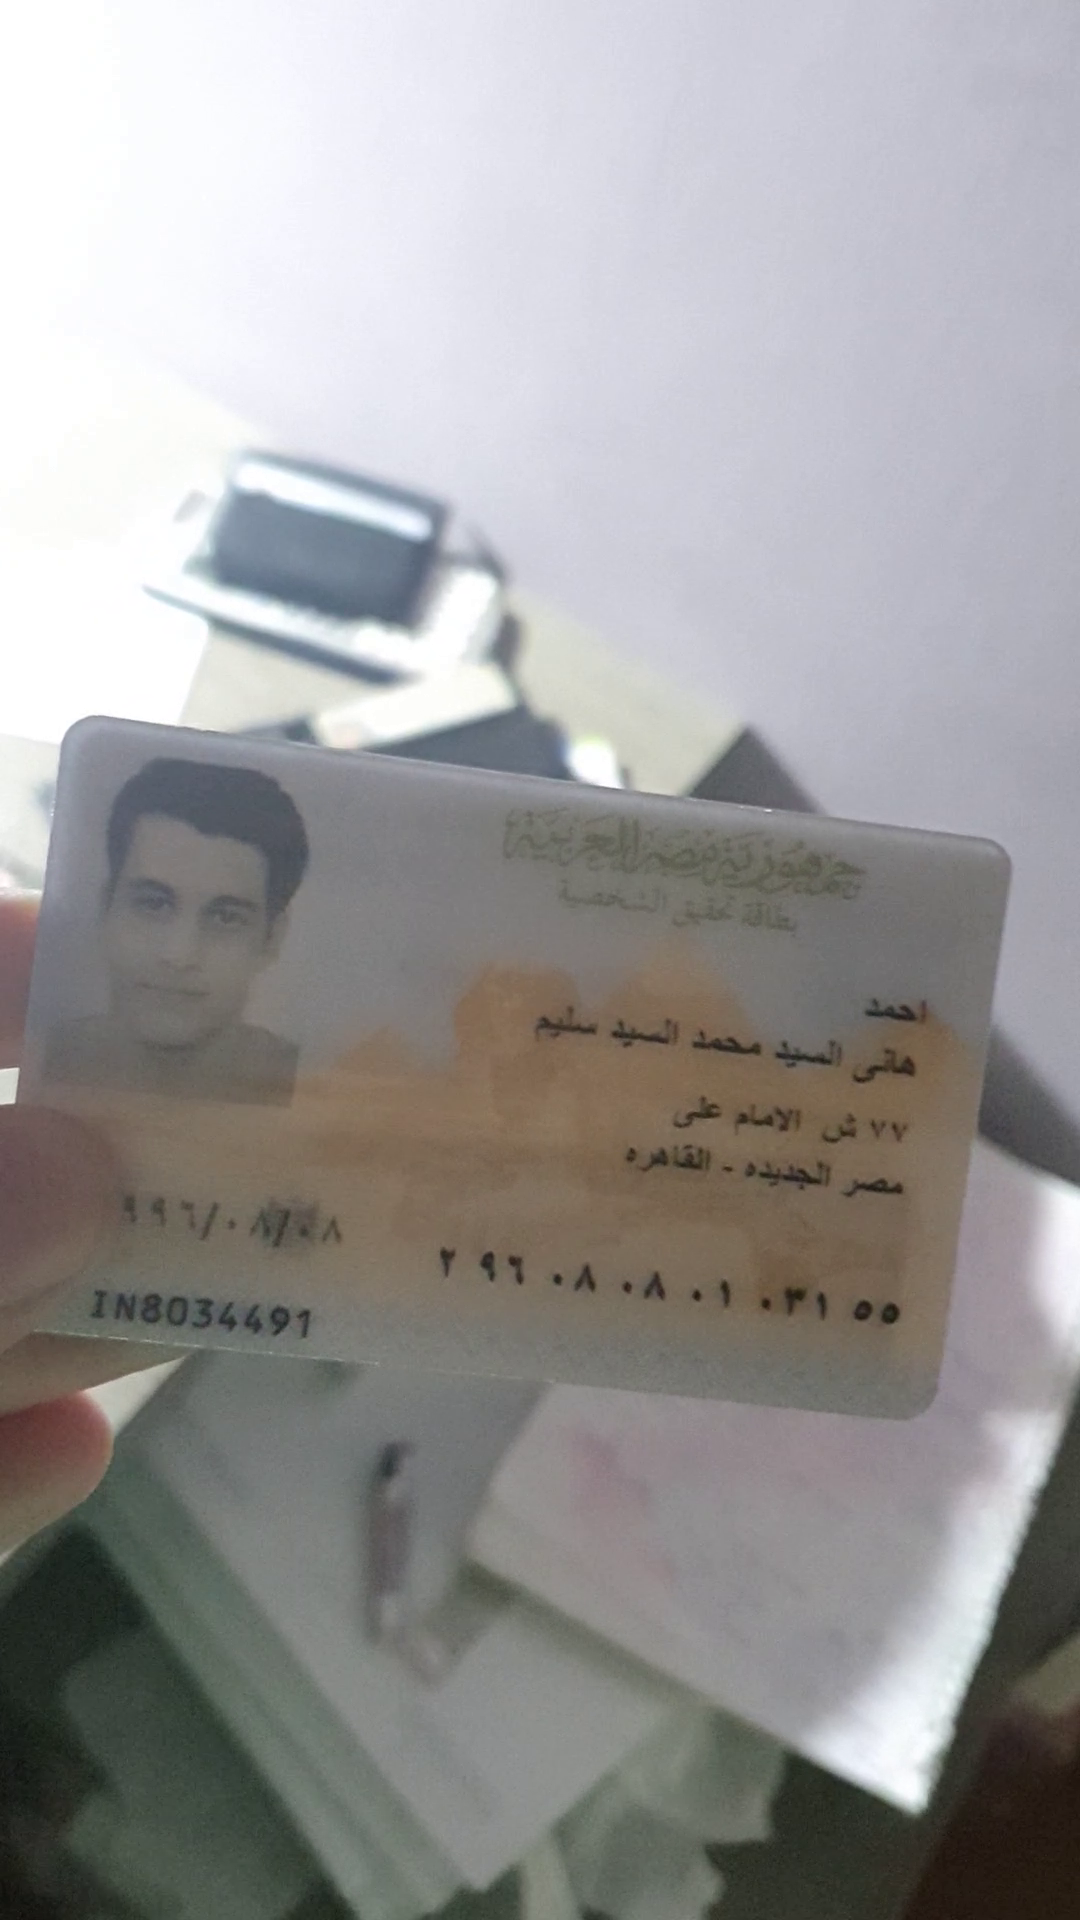 جمهورية مصر العربية
بطاقة تحقيق الشخصية
احمد
هانى السيد محمد السيد سليم
٧٧ ش الامام على
مصر الجديده - القاهره
٢٩٦٠٨٠٨٠١٠٣١٥٥
٩٩٦/٠٨/٠٨
IN8034491